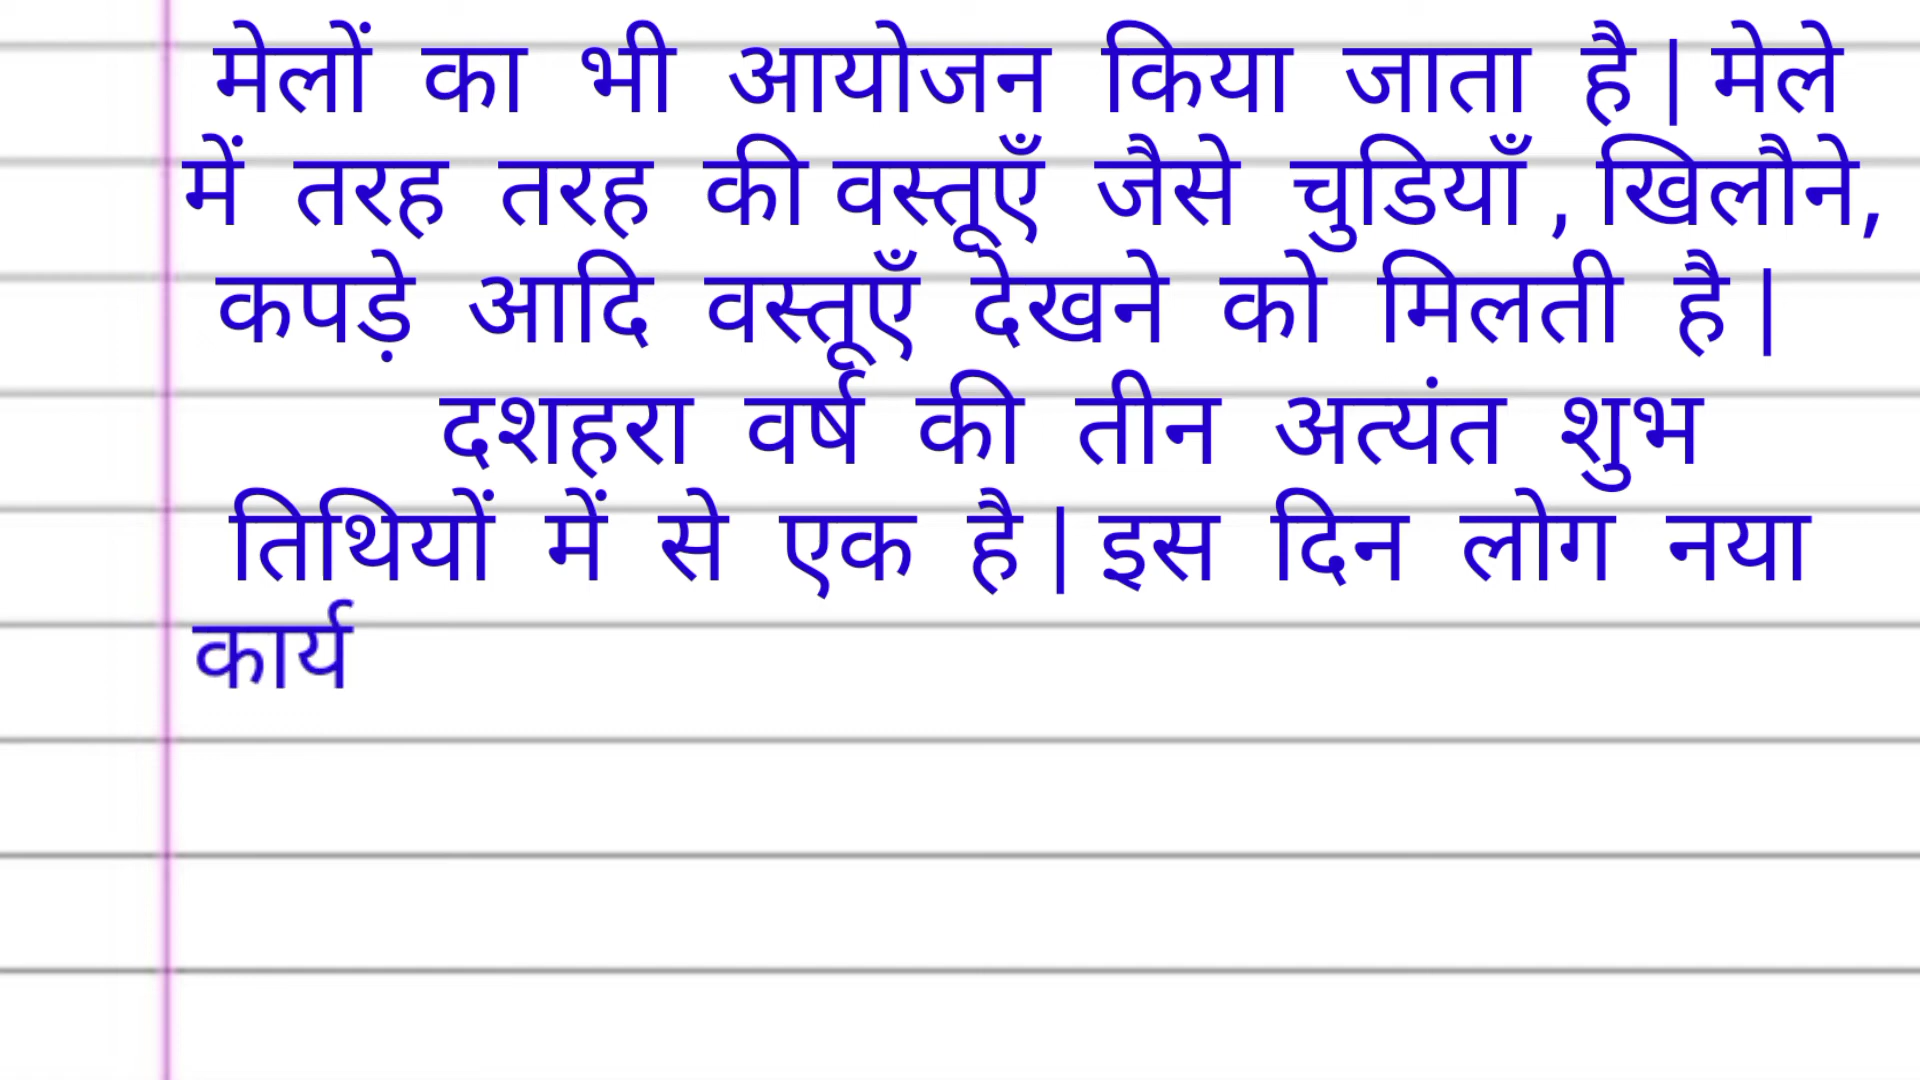 मेलों का भी आयोजन किया जाता है | मेले
में तरह तरह की वस्तूएँ जैसे चुडियाँ , खिलौने,
कपड़े आदि वस्तूएँ देखने को मिलती है |
दशहरा वर्ष की तीन अत्यंत शुभ
तिथियों में से एक है | इस दिन लोग नया
कार्य